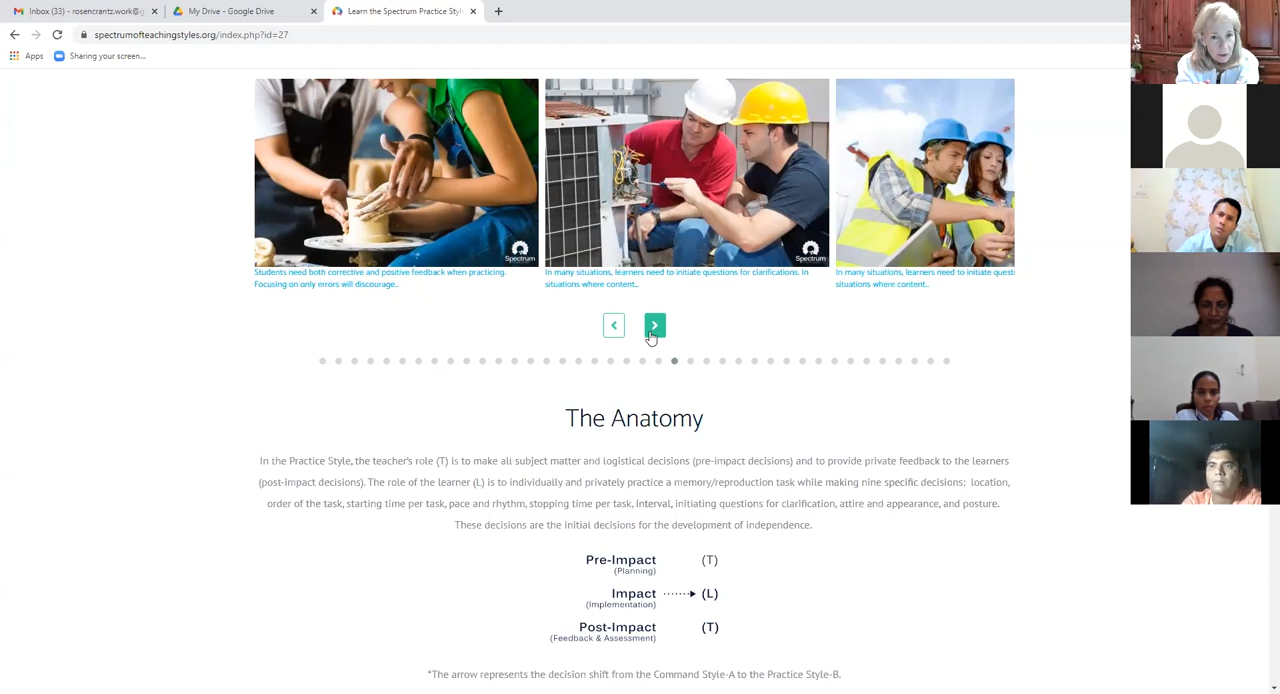 Inbox (33) - rosencrantz.work@g
My Drive - Google Drive
Learn the Spectrum Practice Styl
spectrumofteachingstyles.org/index.php?id=27
Apps
Sharing your screen...
Spectrum
Spectrum
Students need both corrective and positive feedback when practicing.
Focusing on only errors will discourage..
In many situations, learners need to initiate questions for clarifications. In
situations where content...
In many situations, learners need to initiate questi
situations where content...
The Anatomy
In the Practice Style, the teacher's role (T) is to make all subject matter and logistical decisions (pre-impact decisions) and to provide private feedback to the learners
(post-impact decisions). The role of the learner (L) is to individually and privately practice a memory/reproduction task while making nine specific decisions: location,
order of the task, starting time per task, pace and rhythm, stopping time per task, interval, initiating questions for clarification, attire and appearance, and posture.
These decisions are the initial decisions for the development of independence.
Pre-Impact (T)
(Planning)
Impact (L)
(Implementation)
Post-Impact (T)
(Feedback & Assessment)
*The arrow represents the decision shift from the Command Style-A to the Practice Style-B.